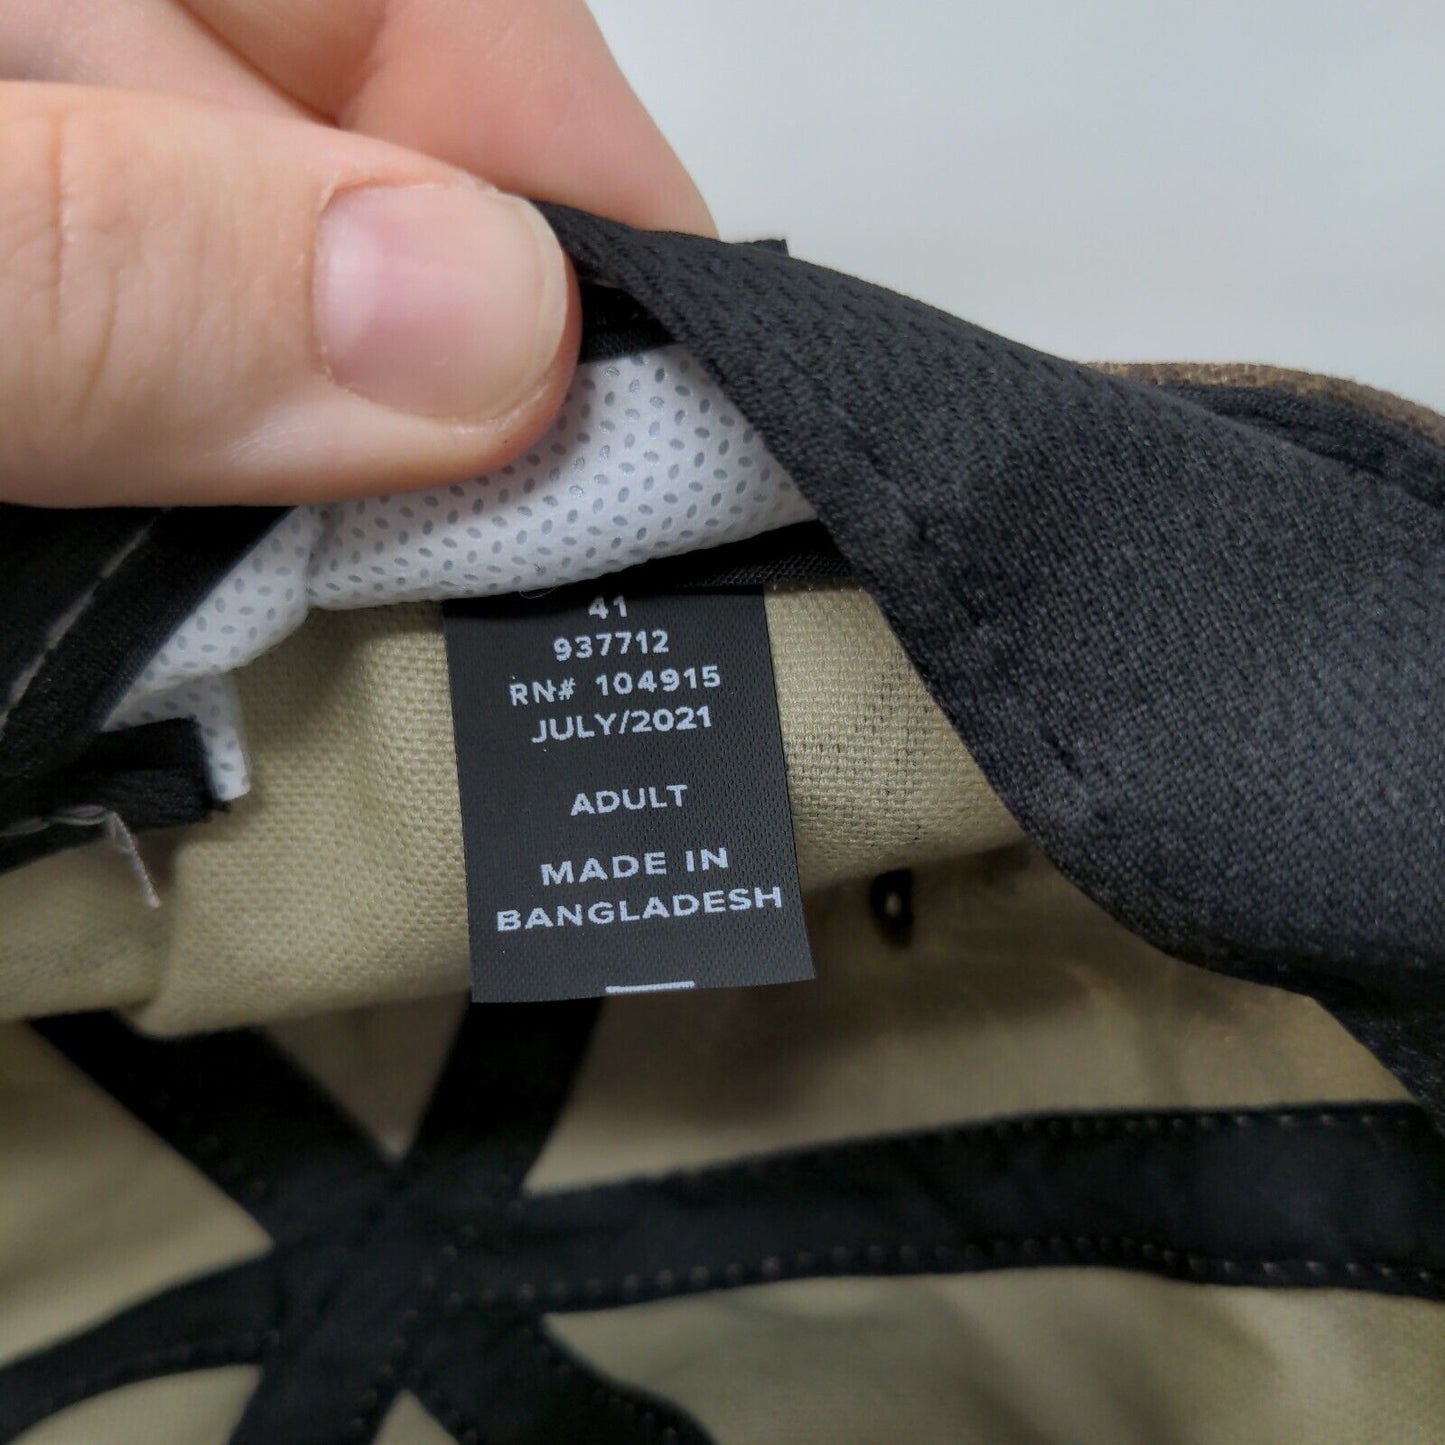 41
937712
RN# 104915
JULY/2021
ADULT
MADE IN
BANGLADESH